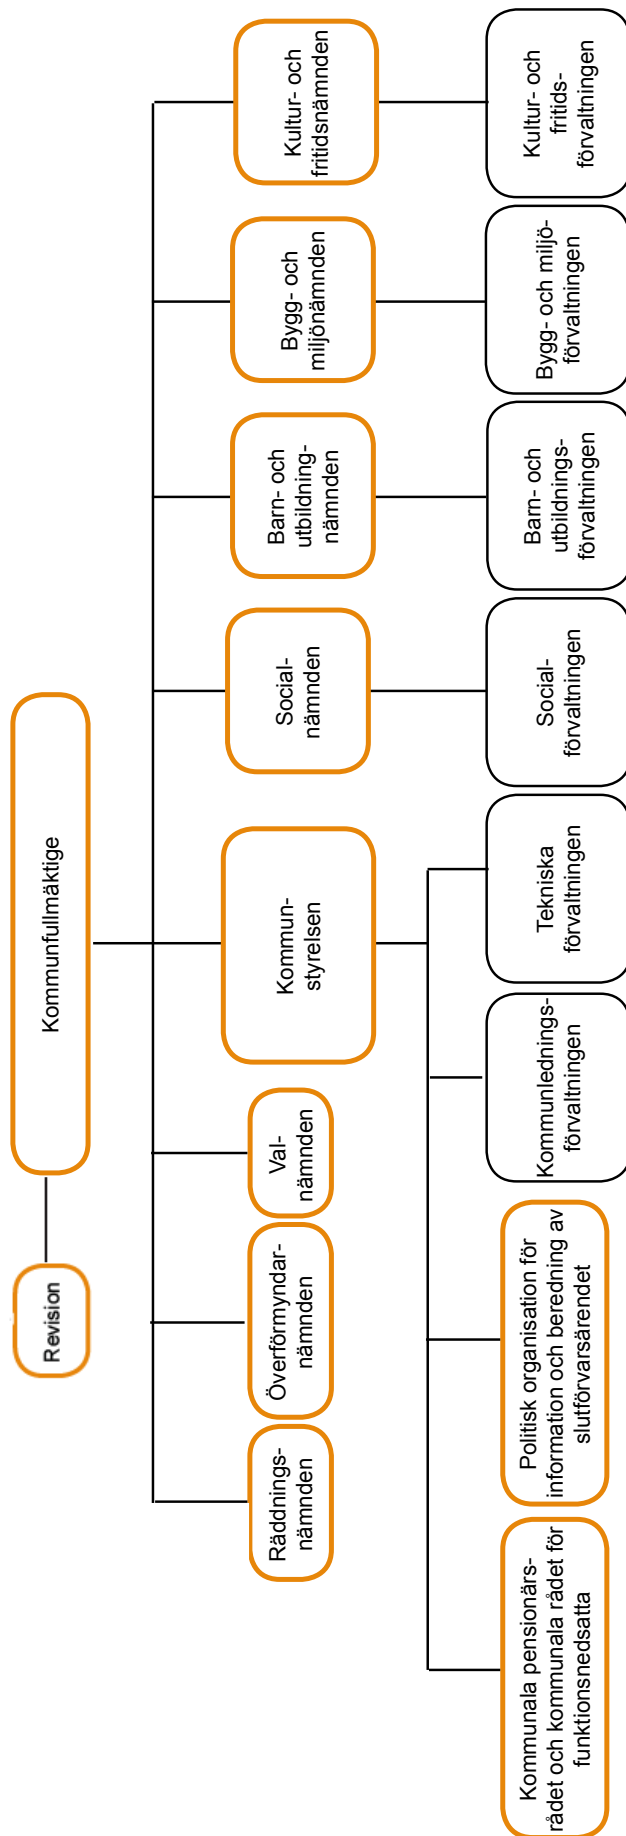 Revision
Kommunfullmäktige
Räddnings-
nämnden
Överförmyndar-
nämnden
Val-
nämnden
Kommun-
styrelsen
Social-
nämnden
Barn- och
utbildning-
nämnden
Bygg- och
miljönämnden
Kultur- och
fritidsnämnden
Kommunala pensionärs-
rådet och kommunala rådet för
funktionsnedsatta
Politisk organisation för
information och beredning av
slutförvarsärendet
Kommunlednings-
förvaltningen
Tekniska
förvaltningen
Social-
förvaltningen
Barn- och
utbildnings-
förvaltningen
Bygg- och miljö-
förvaltningen
Kultur- och
fritids-
förvaltningen